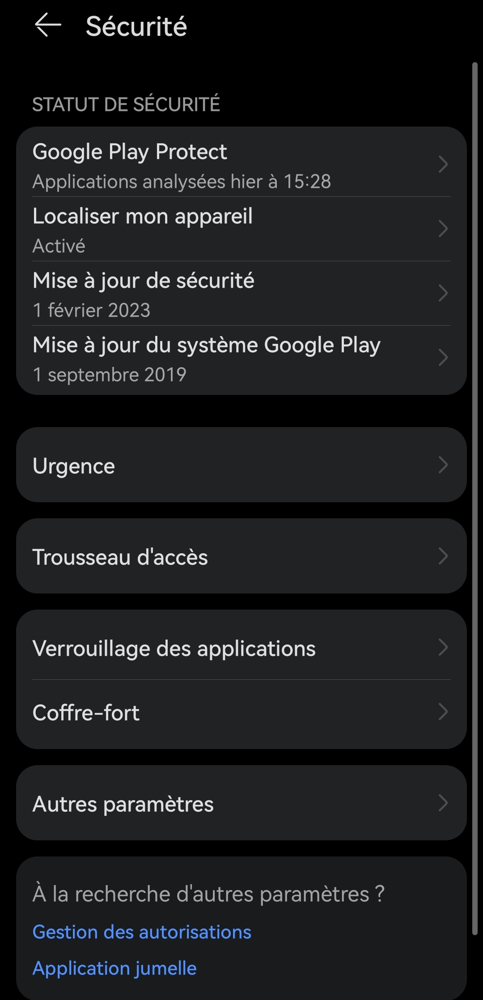 Sécurité
STATUT DE SÉCURITÉ
Google Play Protect
Applications analysées hier à 15:28
Localiser mon appareil
Activé
Mise à jour de sécurité
1 février 2023
Mise à jour du système Google Play
1 septembre 2019
Urgence
Trousseau d'accès
Verrouillage des applications
Coffre-fort
Autres paramètres
À la recherche d'autres paramètres ?
Gestion des autorisations
Application jumelle